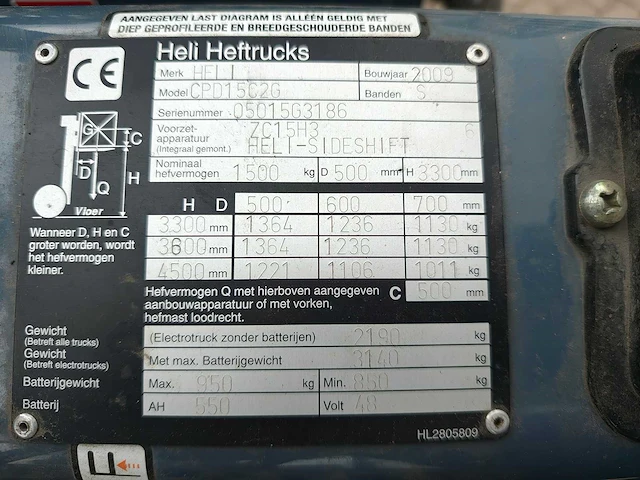 AANGEGEVEN LAST DIAGRAM IS ALLÉÉN GELDIG MET
DIEP GEPROFILEERDE EN BREEDGESCHOUDERDE BANDEN
CE
Heli Heftrucks
Merk HELI Bouwjaar 2009
Model CPD15C2G Banden S
Serienummer 05015G3186
Voorzet- ZC15H3 6
apparatuur HELI-SIDESHIFT
(Integraal gemont.)
Nominaal
hefvermogen 1500 kg D 500 mm H 3300 mm
G
C
D
H
Q
Vloer
H D 500 600 700 mm
3300 mm 1364 1236 1130 kg
3600 mm 1364 1236 1130 kg
4500 mm 1221 1106 1011 kg
Wanneer D, H en C
groter worden, wordt
het hefvermogen
kleiner.
Hefvermogen Q met hierboven aangegeven
aanbouwapparatuur of met vorken,
hefmast loodrecht.
C 500 mm
Gewicht
(Betreft alle trucks)
(Electrotruck zonder batterijen) 2190 kg
Gewicht
(Betreft electrotrucks)
Met max. Batterijgewicht 3140 kg
Batterijgewicht Max. 950 kg Min. 850 kg
Batterij AH 550 Volt 48
HL2805809